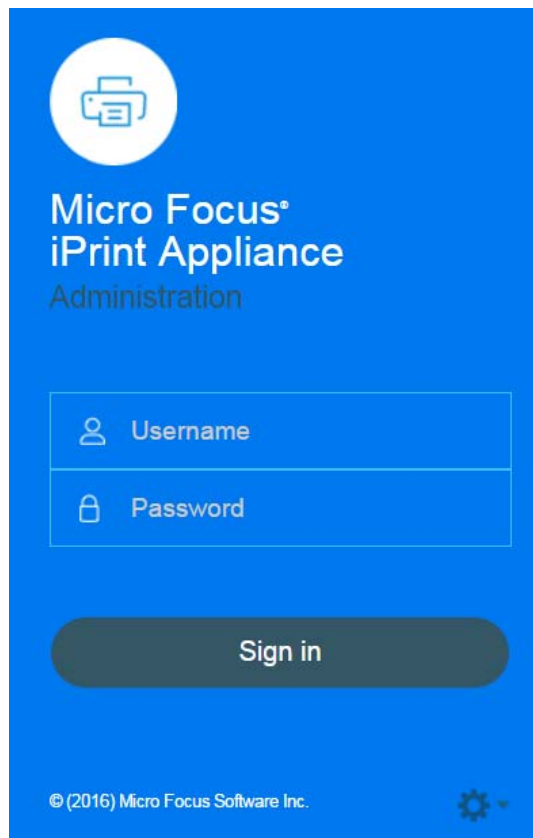 Micro Focus®
iPrint Appliance
Administration
Username
Password
Sign in
© (2016) Micro Focus Software Inc.